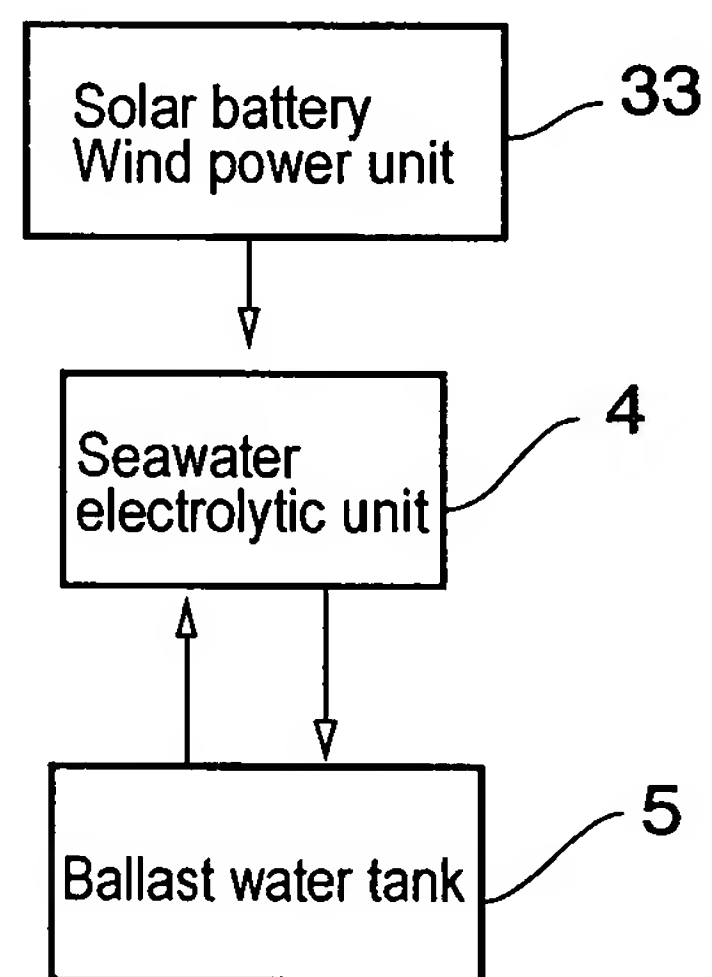 Solar battery
Wind power unit
33
Seawater
electrolytic unit
4
Ballast water tank
5